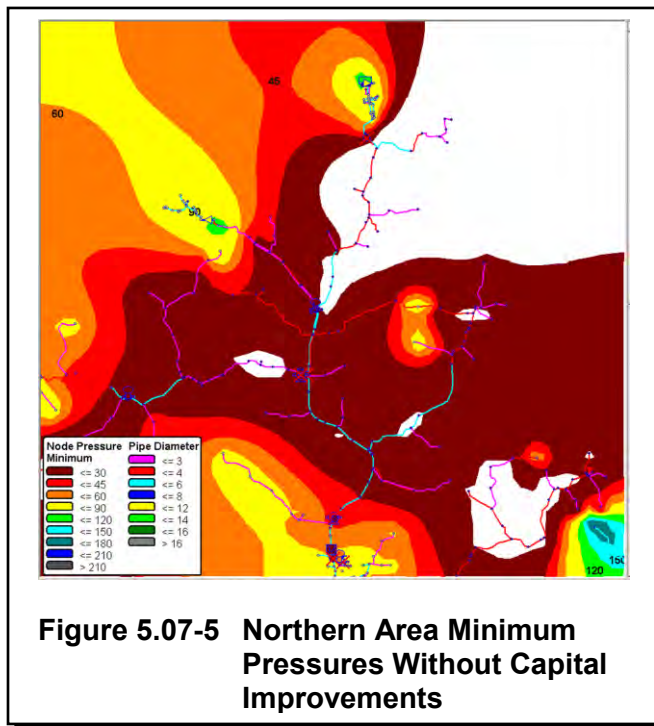 45
60
90
Node Pressure Pipe Diameter
Minimum
<= 30 <= 3
<= 45 <= 4
<= 60 <= 6
<= 90 <= 8
<= 120 <= 12
<= 150 <= 14
<= 180 <= 16
<= 210 > 16
> 210
150
120
Figure 5.07-5 Northern Area Minimum
Pressures Without Capital
Improvements